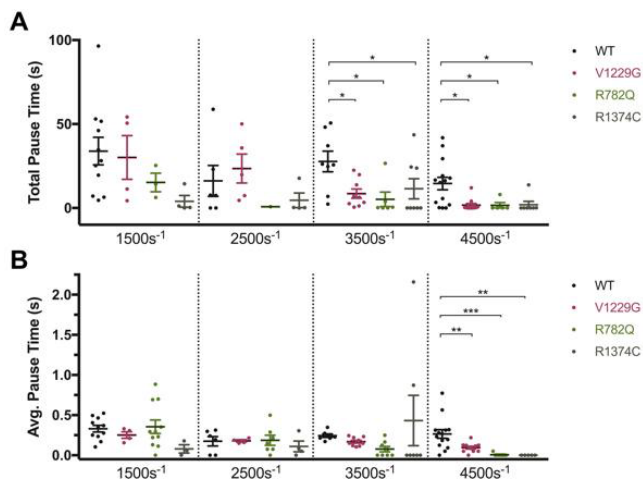 A
Total Pause Time (s)
100
50
0
* * *
* * *
1500s⁻¹ 2500s⁻¹ 3500s⁻¹ 4500s⁻¹
WT
V1229G
R782Q
R1374C
B
Avg. Pause Time (s)
2.0
1.5
1.0
0.5
0.0
**
***
**
1500s⁻¹ 2500s⁻¹ 3500s⁻¹ 4500s⁻¹
WT
V1229G
R782Q
R1374C